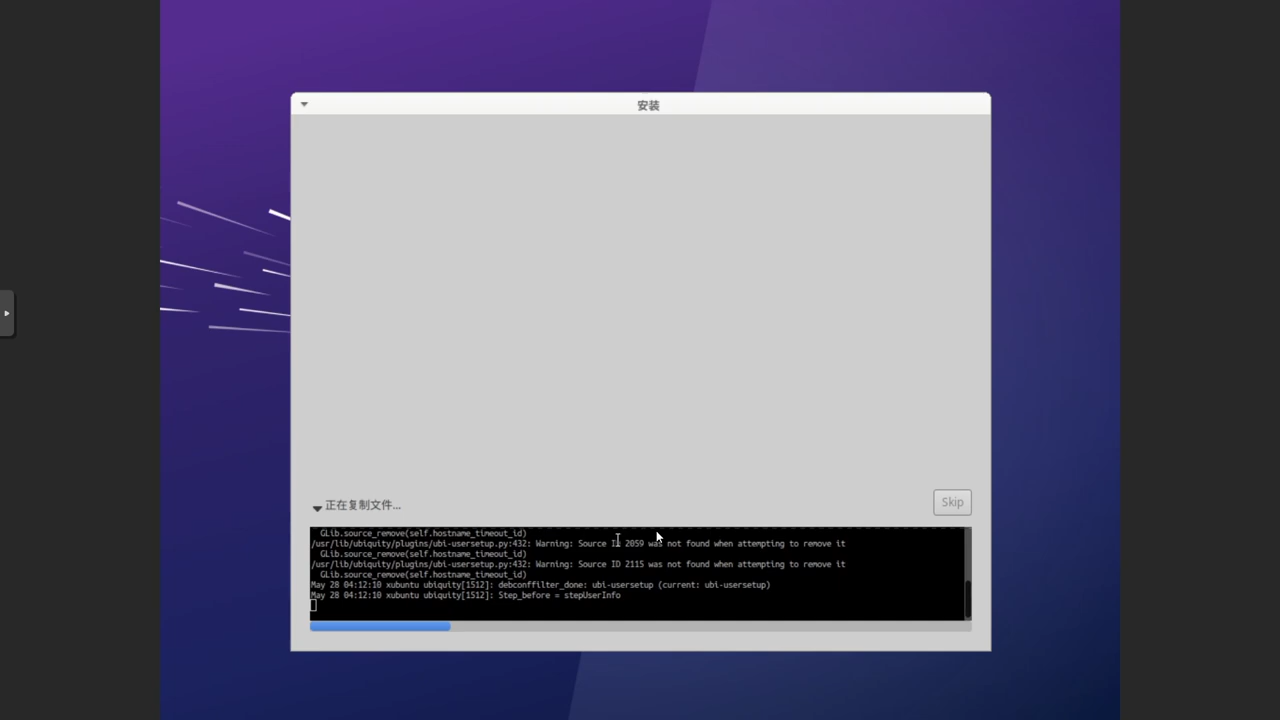 安装
正在复制文件...
Skip
GLib.source_remove(self.hostname_timeout_id)
/usr/lib/ubiquity/plugins/ubi-usersetup.py:432: Warning: Source ID 2059 was not found when attempting to remove it
GLib.source_remove(self.hostname_timeout_id)
/usr/lib/ubiquity/plugins/ubi-usersetup.py:432: Warning: Source ID 2115 was not found when attempting to remove it
GLib.source_remove(self.hostname_timeout_id)
May 28 04:12:10 xubuntu ubiquity[1512]: debconffilter_done: ubi-usersetup (current: ubi-usersetup)
May 28 04:12:10 xubuntu ubiquity[1512]: Step_before = stepUserInfo